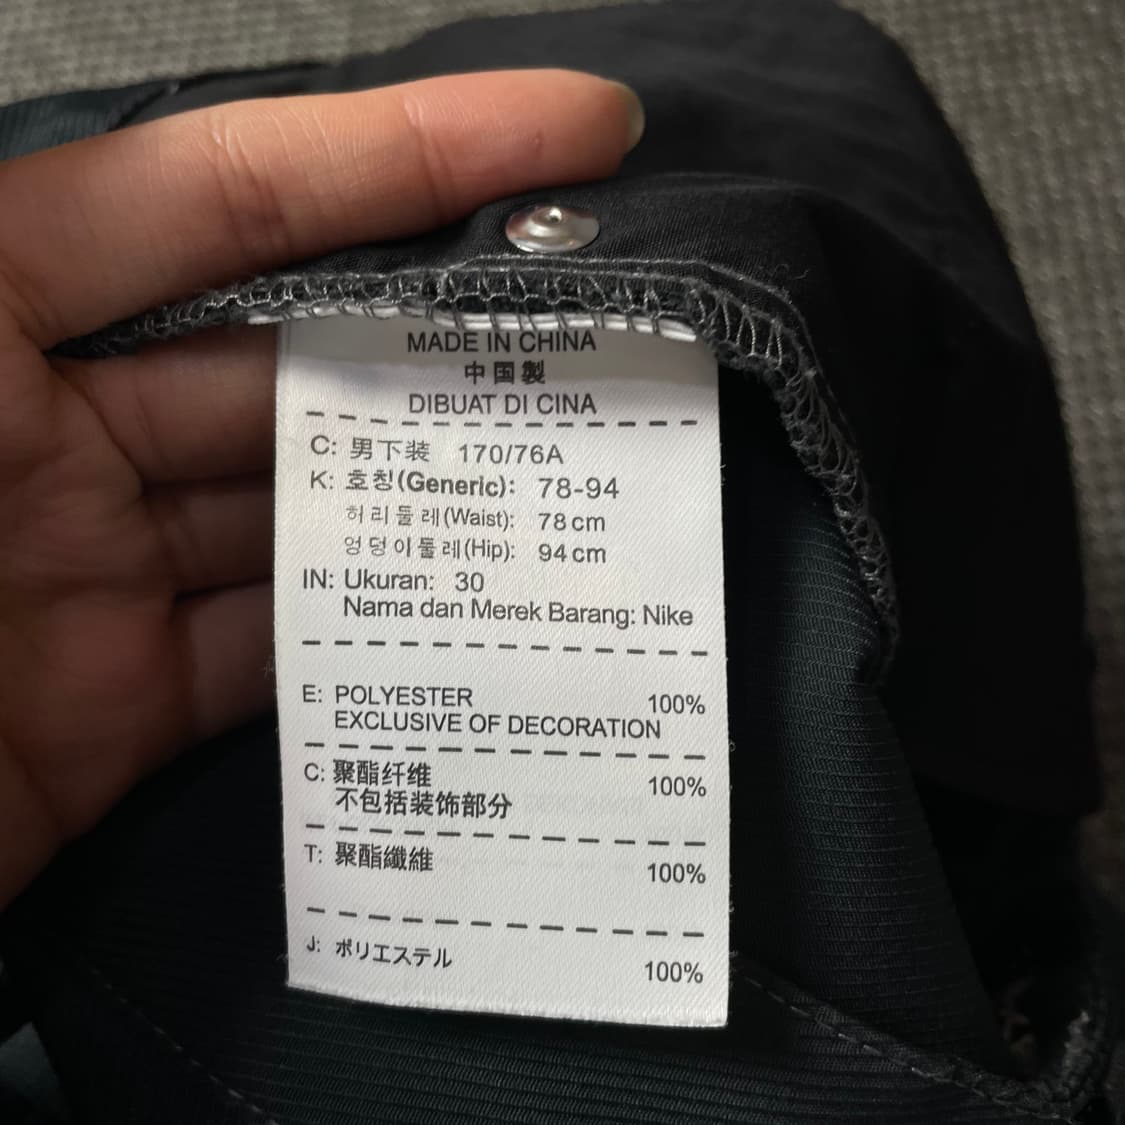 MADE IN CHINA
中国製
DIBUAT DI CINA
C: 男下装 170/76A
K: 호칭(Generic): 78-94
허리둘레(Waist): 78cm
엉덩이둘레(Hip): 94cm
IN: Ukuran: 30
Nama dan Merek Barang: Nike
E: POLYESTER 100%
EXCLUSIVE OF DECORATION
C: 聚酯纤维 100%
不包括装饰部分
T: 聚酯纖維 100%
J: ポリエステル 100%